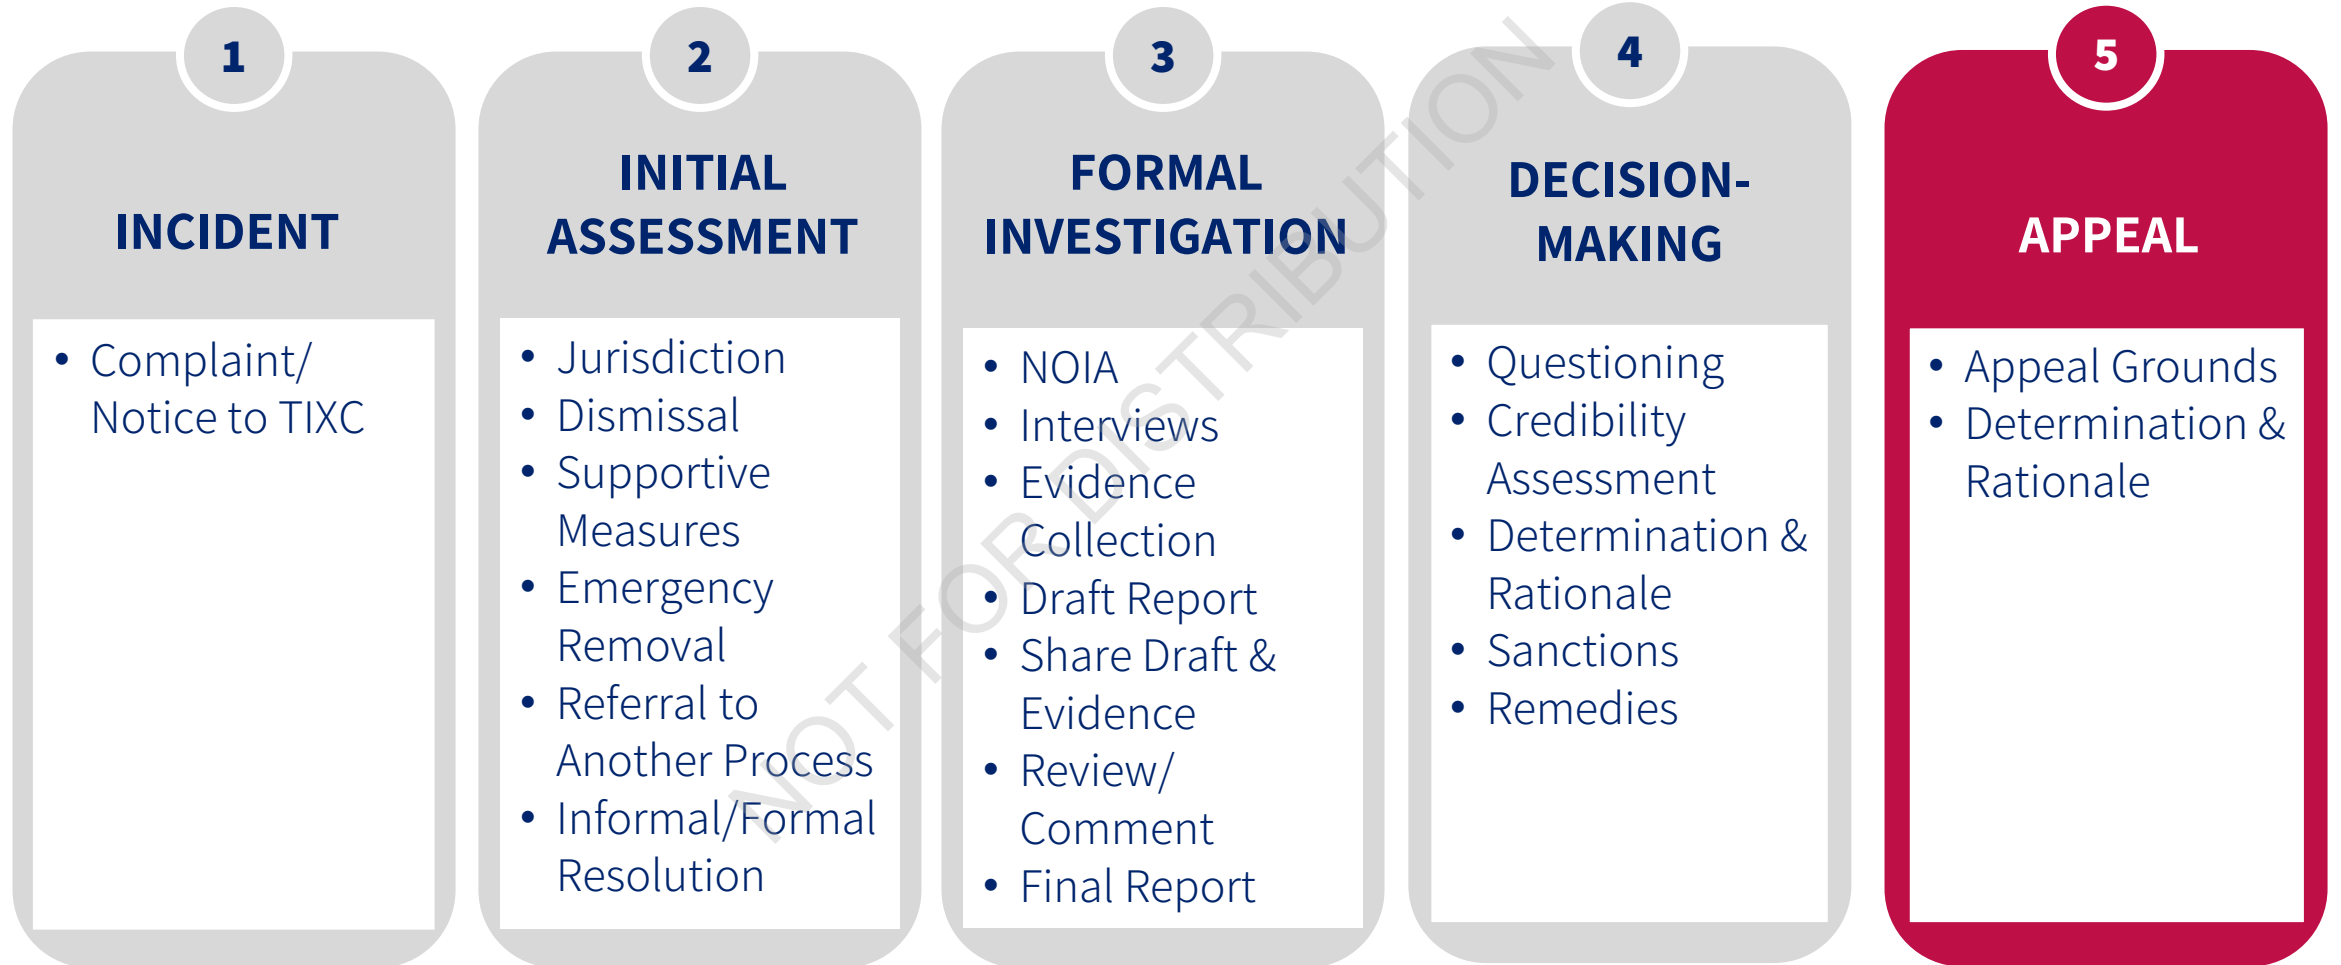 1
INCIDENT
• Complaint/
Notice to TIXC
2
INITIAL
ASSESSMENT
• Jurisdiction
• Dismissal
• Supportive
Measures
• Emergency
Removal
• Referral to
Another Process
• Informal/Formal
Resolution
3
FORMAL
INVESTIGATION
• NOIA
• Interviews
• Evidence
Collection
• Draft Report
• Share Draft &
Evidence
• Review/
Comment
• Final Report
4
DECISION-
MAKING
• Questioning
• Credibility
Assessment
• Determination &
Rationale
• Sanctions
• Remedies
5
APPEAL
• Appeal Grounds
• Determination &
Rationale
NOT FOR DISTRIBUTION